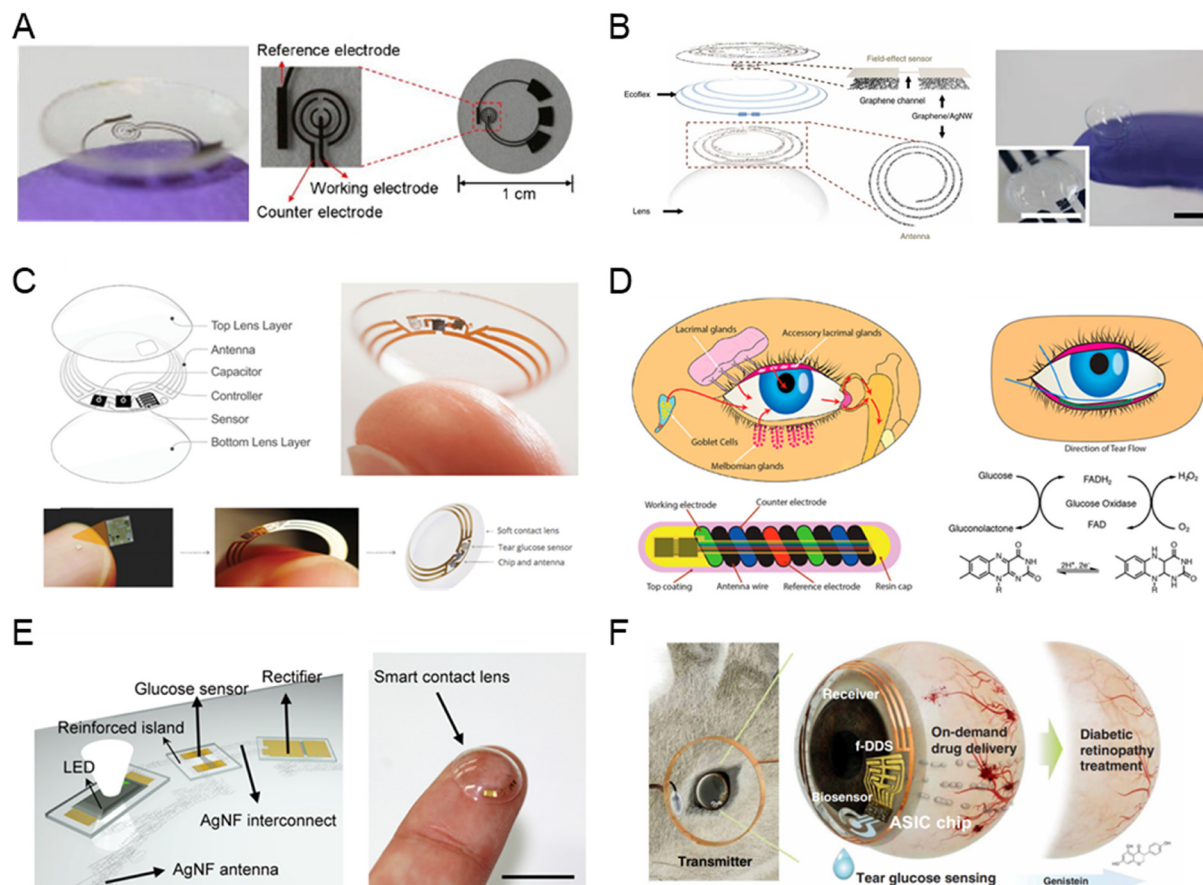 A
Reference electrode
Working electrode
Counter electrode
1 cm
B
Field-effect sensor
Ecoflex
Graphene channel
Graphene/AgNW
Lens
Antenna
C
Top Lens Layer
Antenna
Capacitor
Controller
Sensor
Bottom Lens Layer
Soft contact lens
Tear glucose sensor
Chip and antenna
D
Lacrimal glands
Accessory lacrimal glands
Goblet Cells
Melbomian glands
Direction of Tear Flow
Working electrode
Counter electrode
Top coating
Antenna wire
Reference electrode
Resin cap
Glucose
FADH₂
H₂O₂
Glucose Oxidase
Gluconolactone
FAD
O₂
2H⁺, 2e⁻
N
N
O
NH
N
N
O
R
H
N
N
O
NH
N
N
H
O
R
E
Rectifier
Glucose sensor
Reinforced island
LED
AgNF interconnect
AgNF antenna
Smart contact lens
F
Receiver
f-DDS
On-demand
drug delivery
Diabetic
retinopathy
treatment
Biosensor
ASIC chip
Transmitter
Tear glucose sensing
Genistein